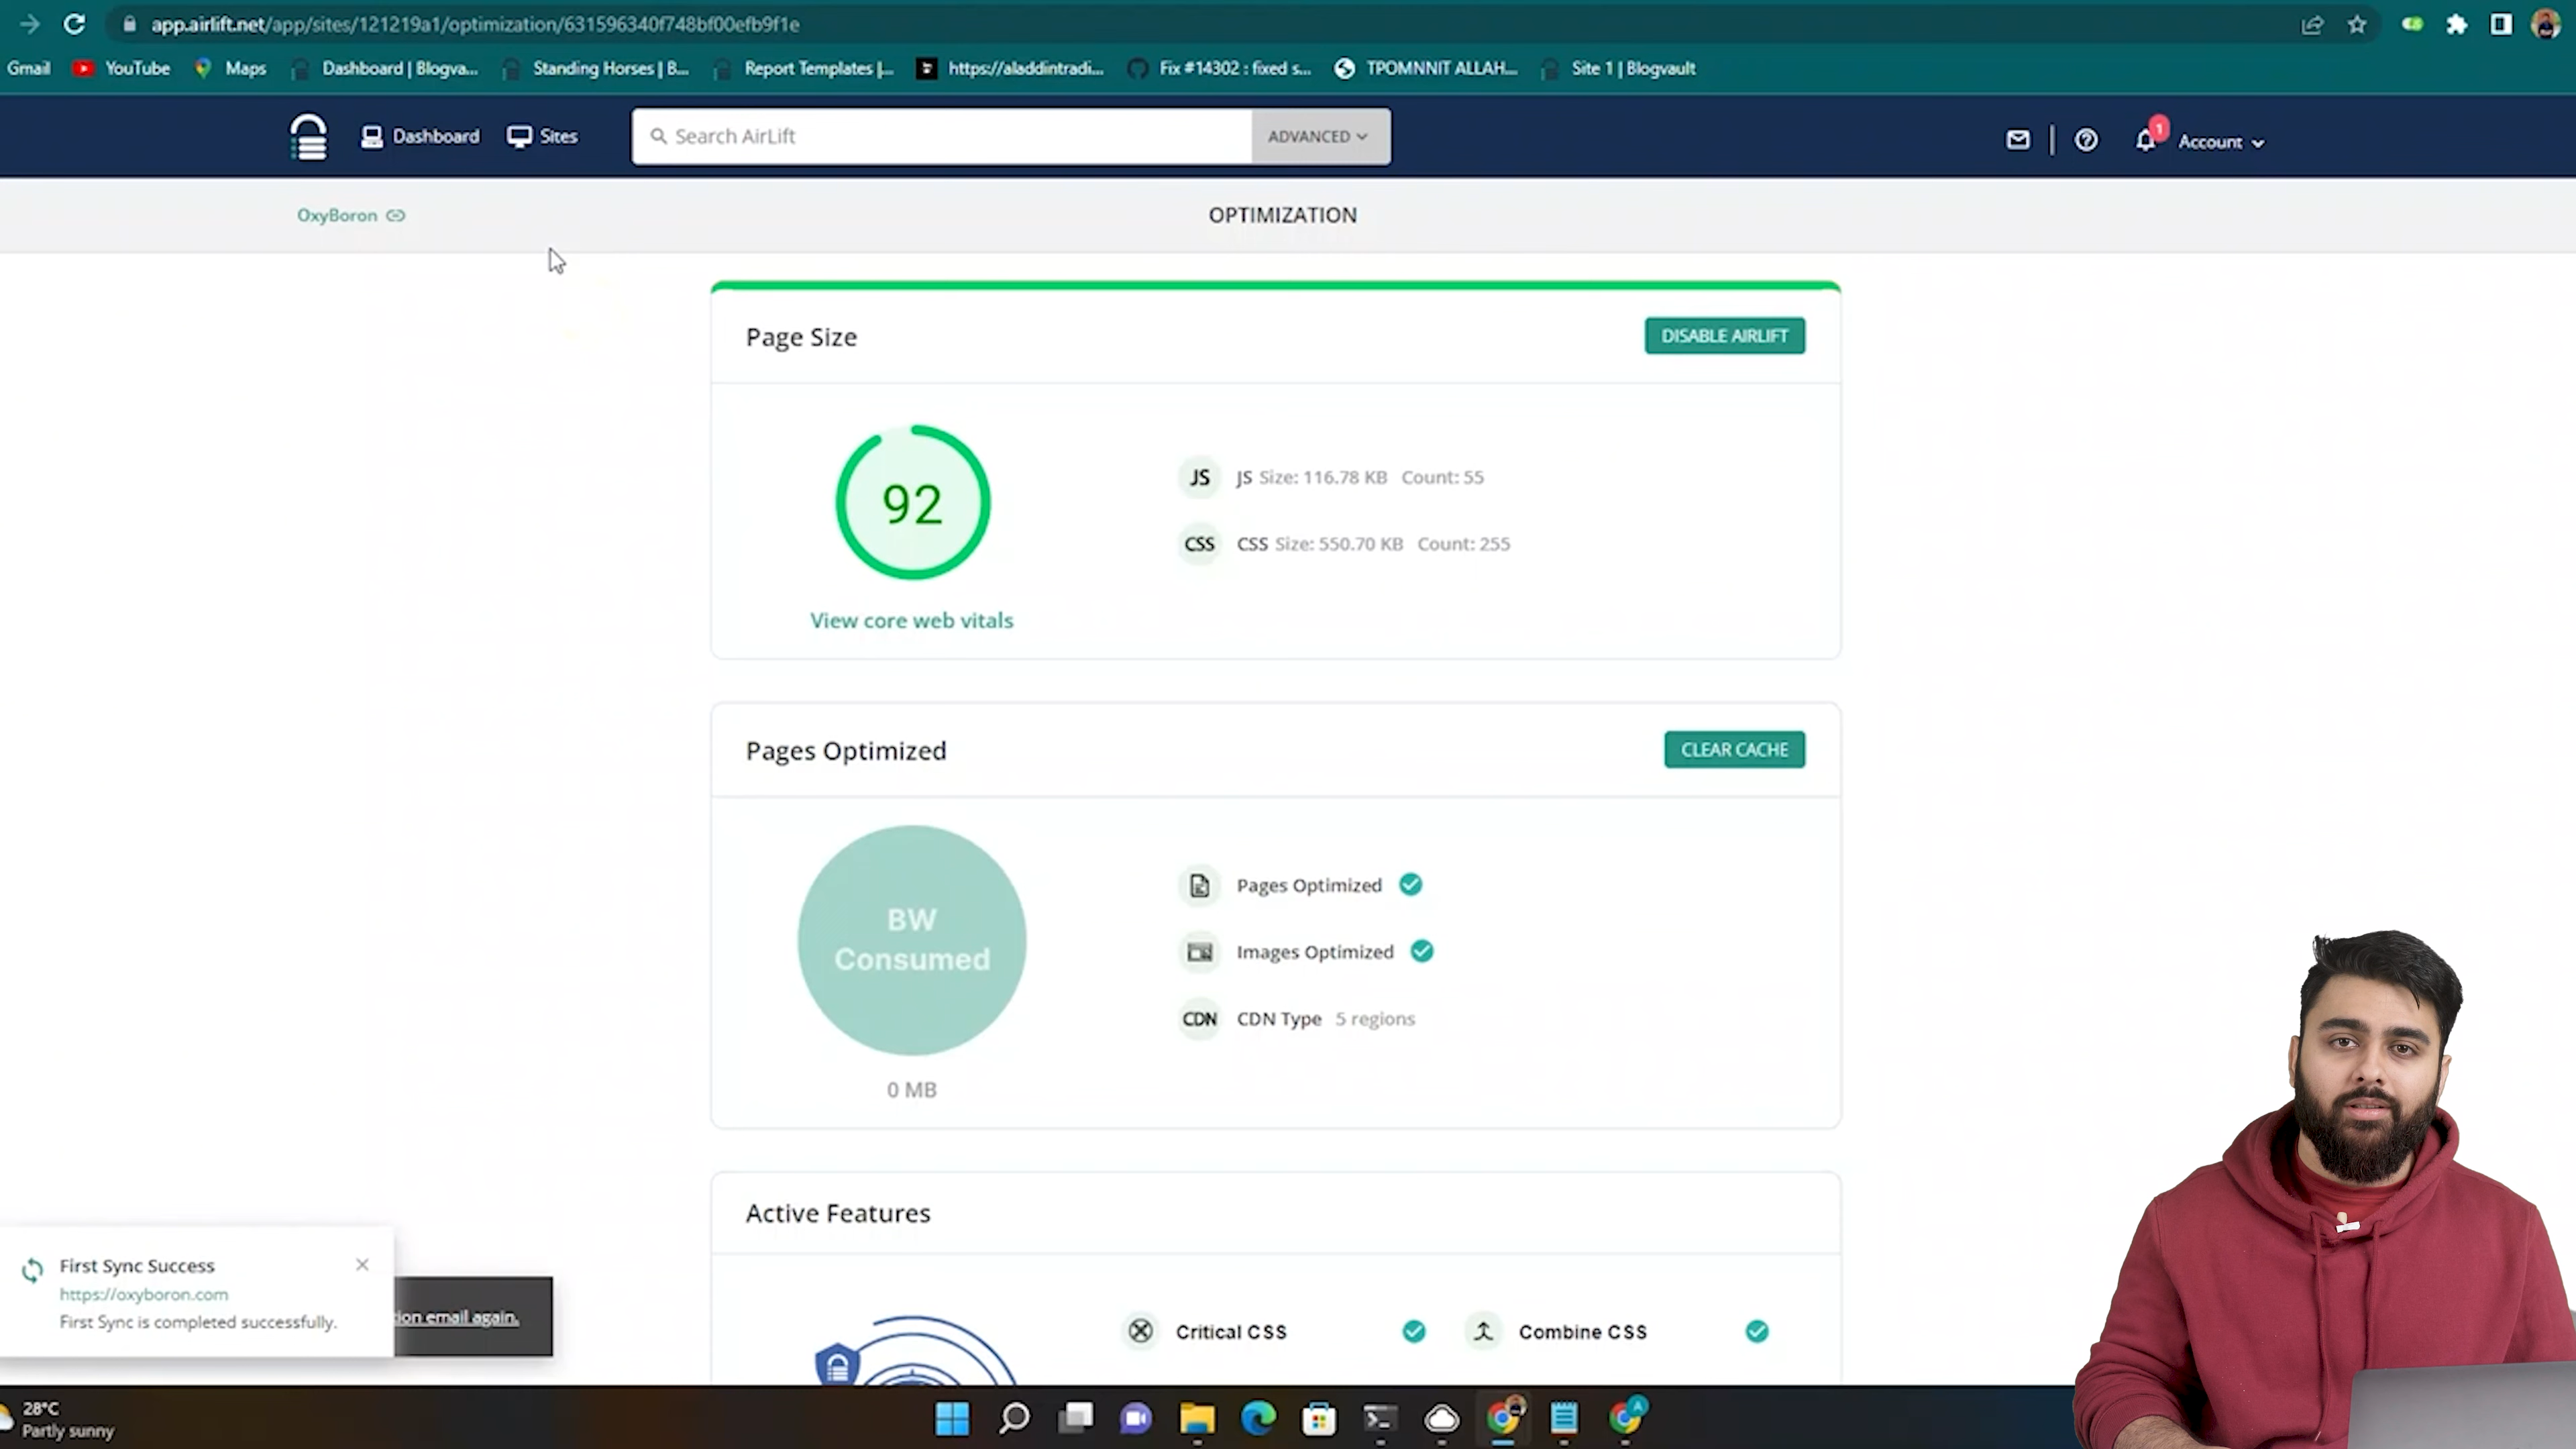 app.airlift.net/app/sites/121219a1/optimization/631596340f748bf00efb9f1e
Gmail YouTube Maps Dashboard | Blogva... Standing Horses | B... Report Templates |... https://aladdintradi... Fix #14302 : fixed s... TPOMNNIT ALLAH... Site 1 | Blogvault
Dashboard Sites Search AirLift ADVANCED 1 Account
OxyBoron OPTIMIZATION
Page Size DISABLE AIRLIFT
92
JS JS Size: 116.78 KB Count: 55
CSS CSS Size: 550.70 KB Count: 255
View core web vitals
Pages Optimized CLEAR CACHE
BW
Consumed
0 MB
Pages Optimized
Images Optimized
CDN CDN Type 5 regions
Active Features
Critical CSS Combine CSS
First Sync Success
https://oxyboron.com
First Sync is completed successfully.
tion email again.
28°C
Partly sunny
A